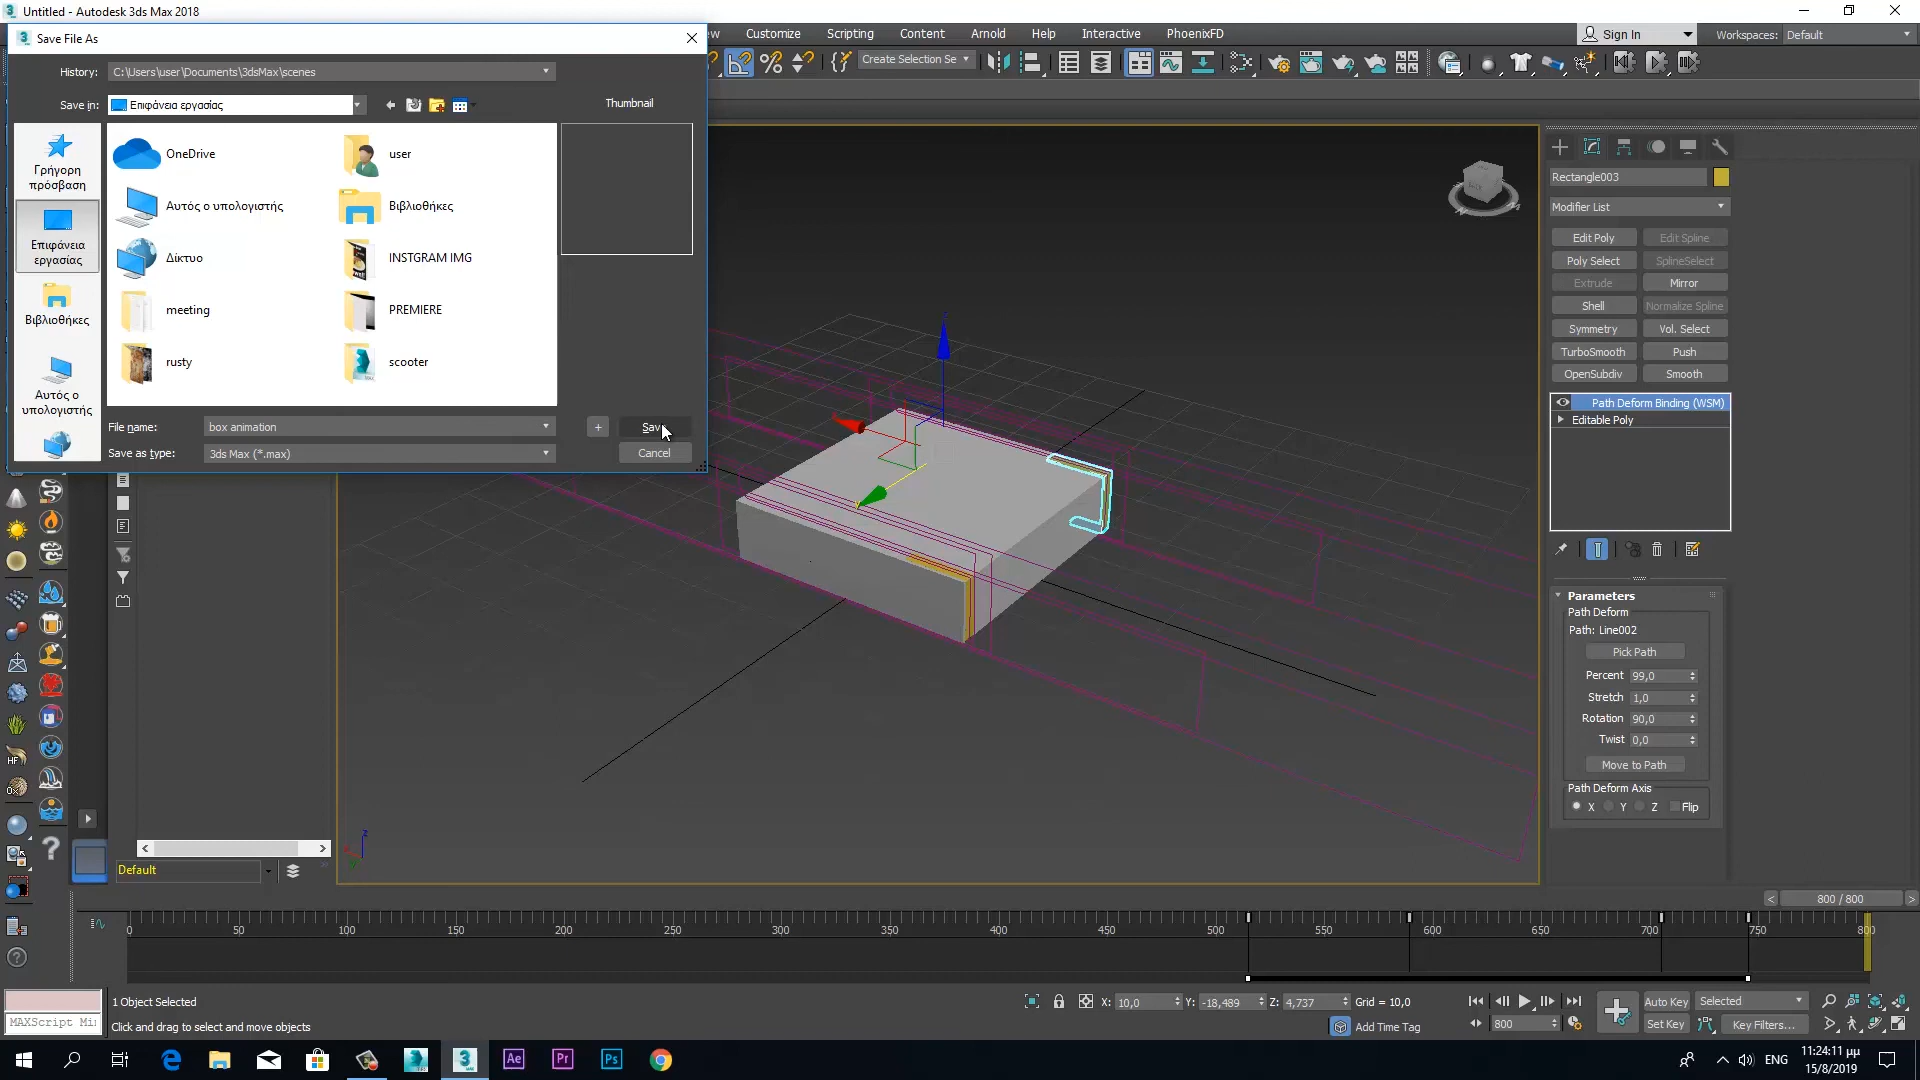 Untitled - Autodesk 3ds Max 2018
Save File As
Customize
Scripting
Content
Arnold
Help
Interactive
PhoenixFD
Sign In
Workspaces:
Default
History:
C:\Users\user\Documents\3dsMax\scenes
Create Selection Se
Save in:
Επιφάνεια εργασίας
Thumbnail
Γρήγορη
πρόσβαση
Επιφάνεια
εργασίας
Βιβλιοθήκες
Αυτός ο
υπολογιστής
OneDrive
user
Αυτός ο υπολογιστής
Βιβλιοθήκες
Δίκτυο
INSTGRAM IMG
meeting
PREMIERE
rusty
scooter
File name:
box animation
+
Save
Save as type:
3ds Max (*.max)
Cancel
Rectangle003
Modifier List
Edit Poly
Edit Spline
Poly Select
SplineSelect
Extrude
Mirror
Shell
Normalize Spline
Symmetry
Vol. Select
TurboSmooth
Push
OpenSubdiv
Smooth
Path Deform Binding (WSM)
Editable Poly
Parameters
Path Deform
Path: Line002
Pick Path
Percent 99,0
Stretch 1,0
Rotation 90,0
Twist 0,0
Move to Path
Path Deform Axis
X Y Z Flip
Default
800 / 800
0 50 100 150 200 250 300 350 400 450 500 550 600 650 700 750 800
1 Object Selected
MAXScript Mi
Click and drag to select and move objects
X: 10,0
Y: -18,489
Z: 4,737
Grid = 10,0
Add Time Tag
800
Auto Key
Selected
Set Key
Key Filters...
Ae
Pr
Ps
ENG
11:24:11 μμ
15/8/2019